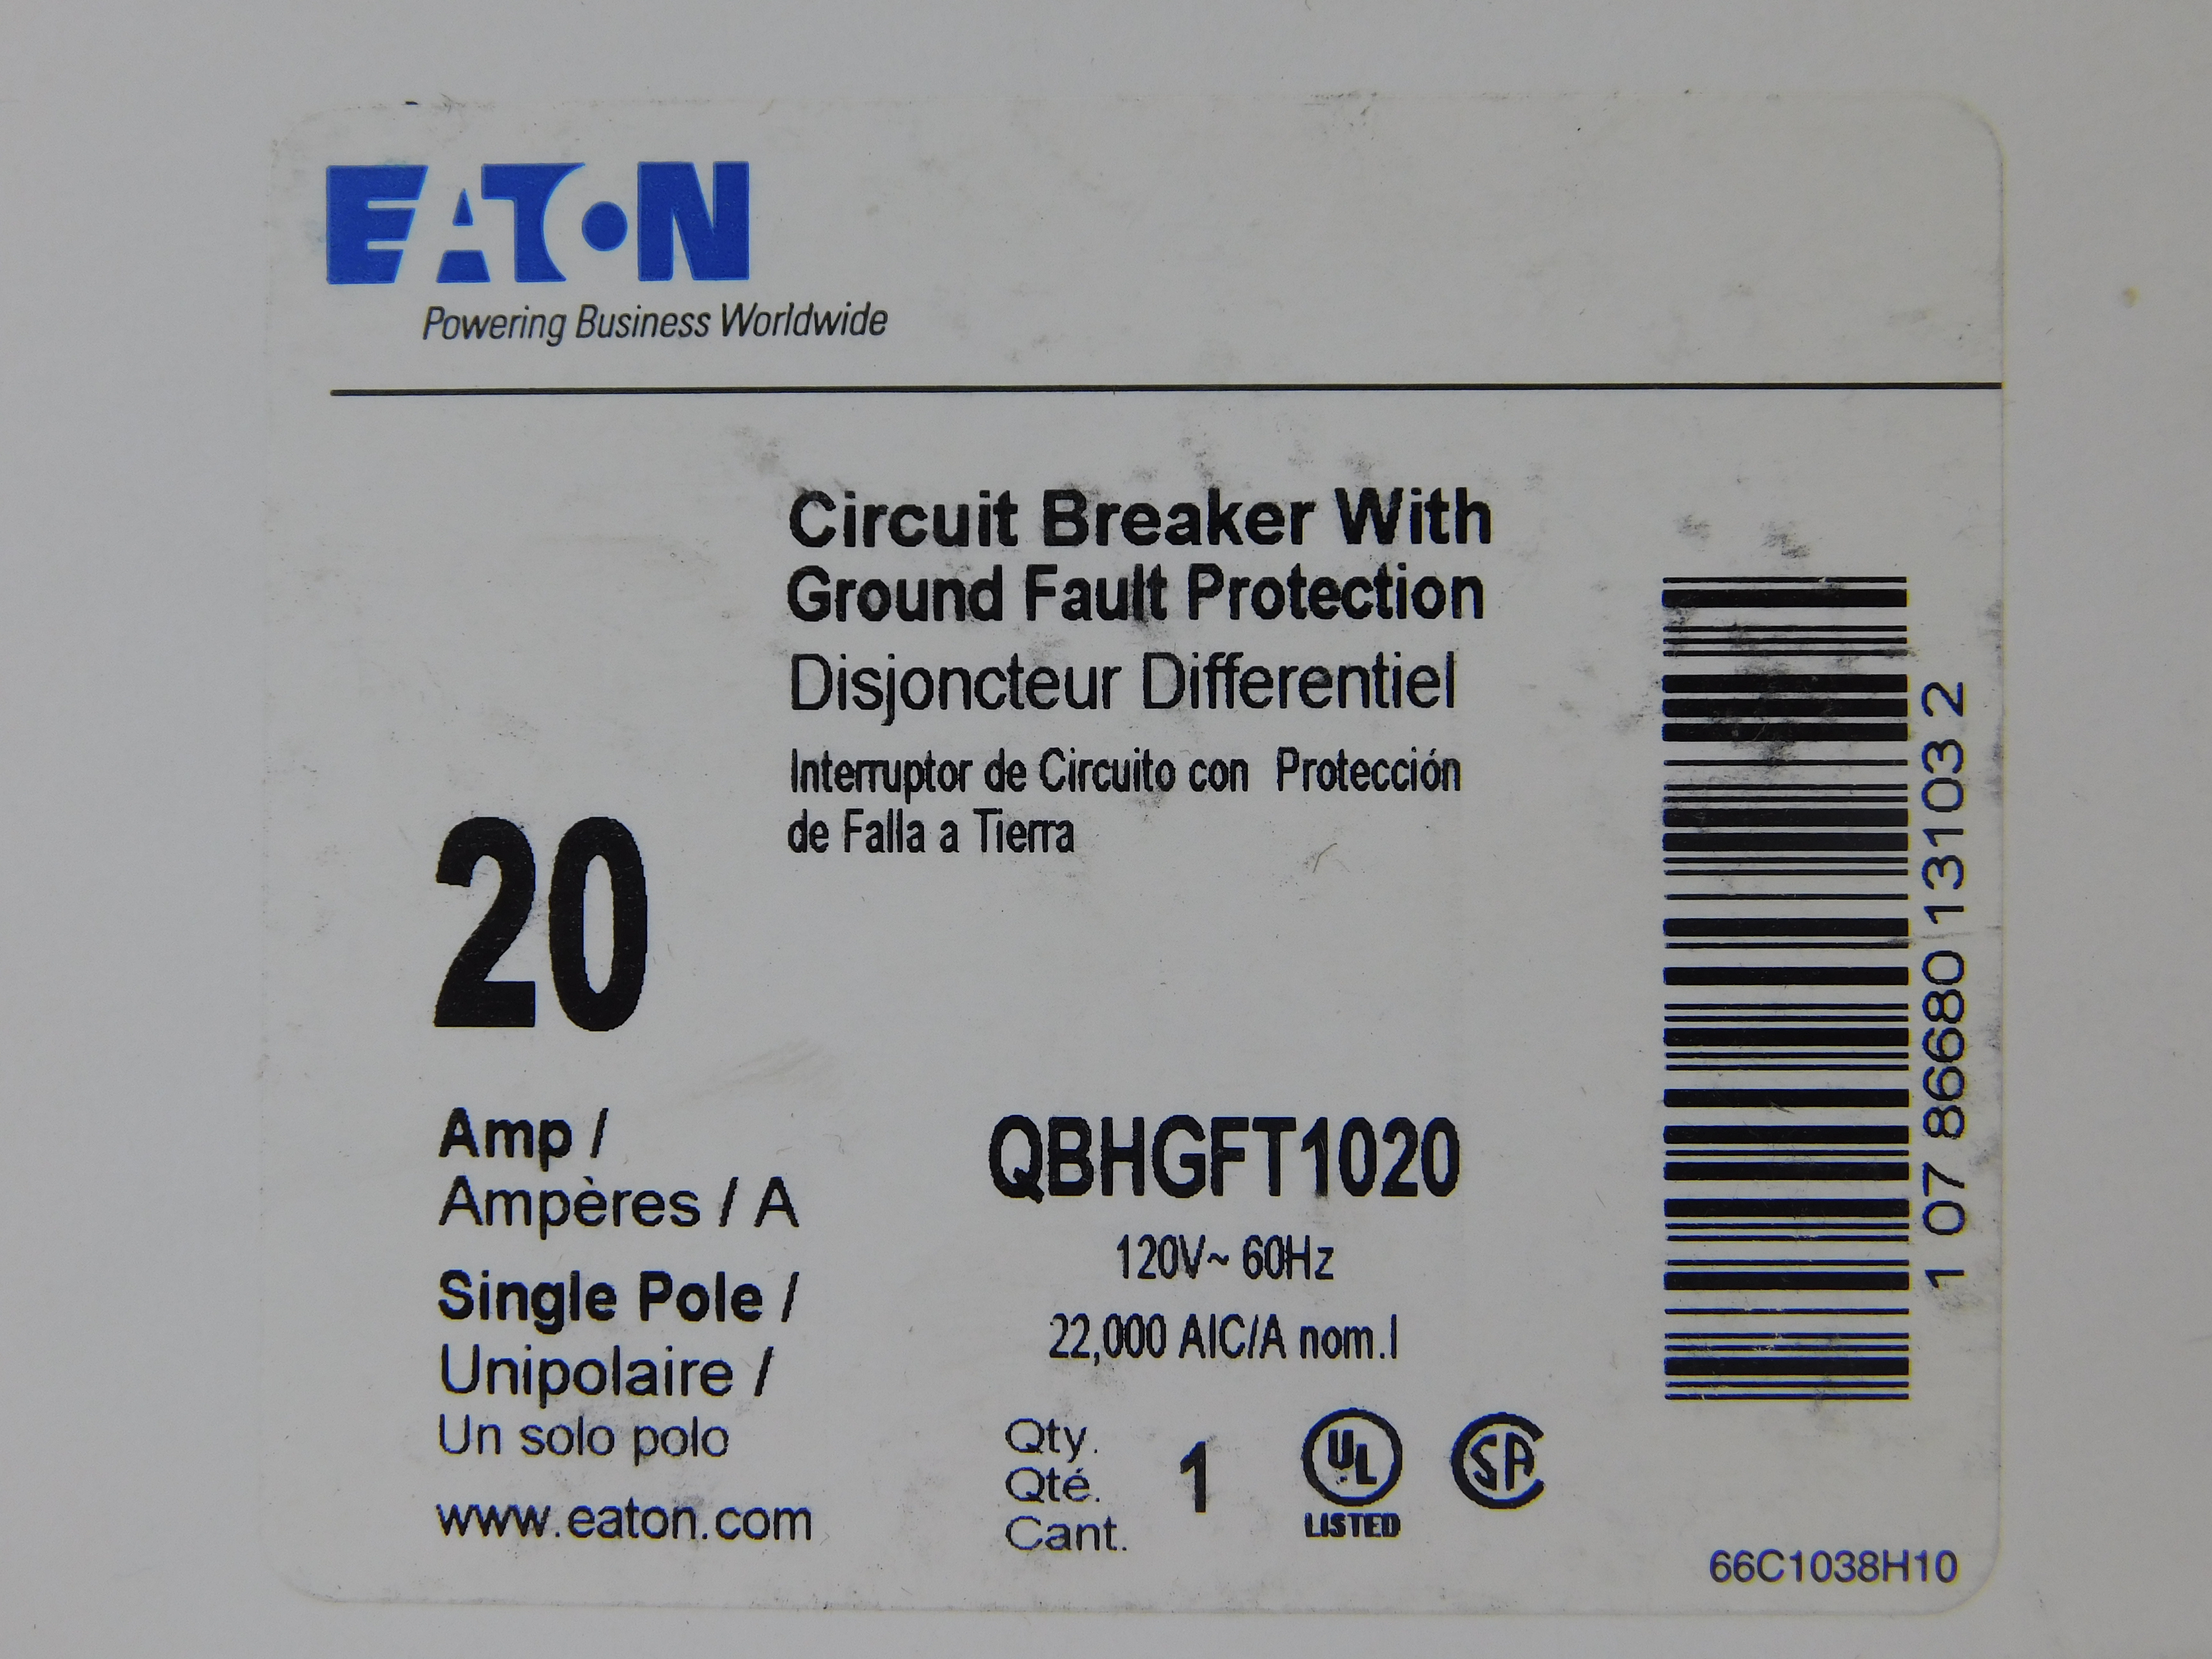 EATON
Powering Business Worldwide
Circuit Breaker With
Ground Fault Protection
Disjoncteur Differentiel
Interruptor de Circuito con Protección
de Falla a Tierra
20
Amp /
Ampères / A
Single Pole /
Unipolaire /
Un solo polo
www.eaton.com
QBHGFT1020
120V~ 60Hz
22,000 AIC/A nom.I
Qty.
Qté.
Cant.
1
UL
LISTED
SA
1 07 86680 13103 2
66C1038H10